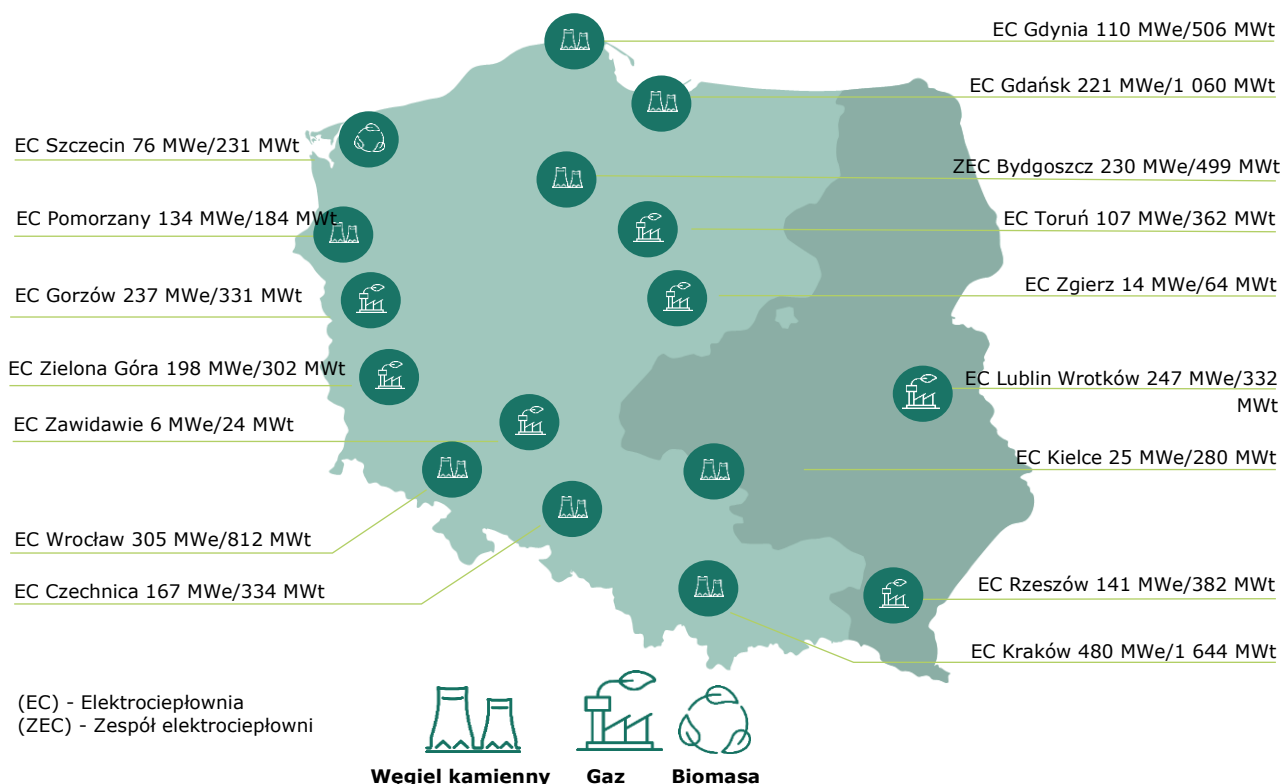 EC Gdynia 110 MWe/506 MWt
EC Gdańsk 221 MWe/1 060 MWt
EC Szczecin 76 MWe/231 MWt
ZEC Bydgoszcz 230 MWe/499 MWt
EC Pomorzany 134 MWe/184 MWt
EC Toruń 107 MWe/362 MWt
EC Gorzów 237 MWe/331 MWt
EC Zgierz 14 MWe/64 MWt
EC Zielona Góra 198 MWe/302 MWt
EC Lublin Wrotków 247 MWe/332
MWt
EC Zawidawie 6 MWe/24 MWt
EC Kielce 25 MWe/280 MWt
EC Wrocław 305 MWe/812 MWt
EC Czechnica 167 MWe/334 MWt
EC Rzeszów 141 MWe/382 MWt
EC Kraków 480 MWe/1 644 MWt
(EC) - Elektrociepłownia
(ZEC) - Zespół elektrociepłowni
Węgiel kamienny Gaz Biomasa